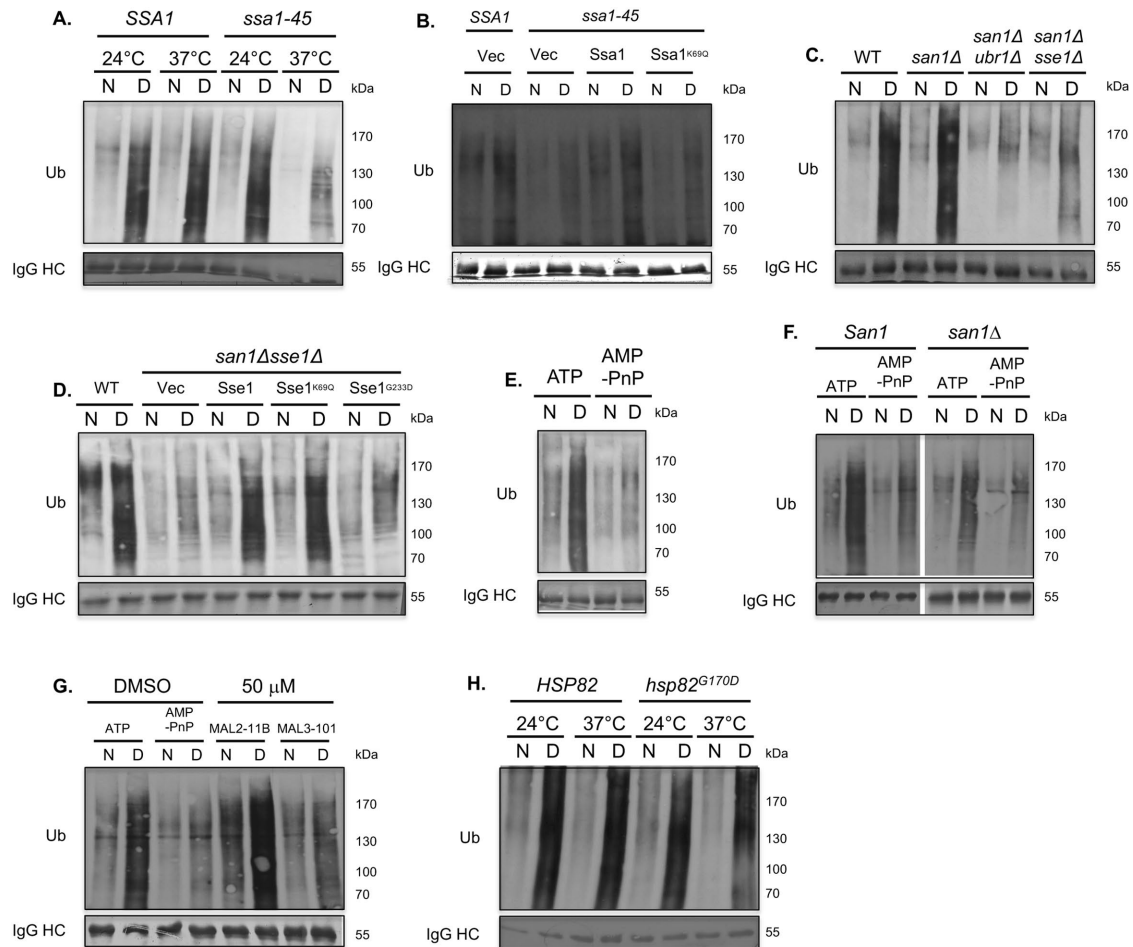 A.
SSA1 ssa1-45
24°C 37°C 24°C 37°C
N D N D N D N D kDa
170
130
100
70
Ub
IgG HC 55
B.
SSA1 ssa1-45
Vec Vec Ssa1 Ssa1K69Q
N D N D N D N D kDa
170
130
100
70
Ub
IgG HC 55
C.
WT san1Δ san1Δ ubr1Δ san1Δ sse1Δ
N D N D N D N D kDa
170
130
100
70
Ub
IgG HC 55
D.
san1Δsse1Δ
WT Vec Sse1 Sse1K69Q Sse1G233D
N D N D N D N D N D kDa
170
130
100
70
Ub
IgG HC 55
E.
ATP AMP-PnP
N D N D kDa
170
130
100
70
Ub
IgG HC 55
F.
San1 san1Δ
ATP AMP-PnP ATP AMP-PnP
N D N D N D N D kDa
170
130
100
70
Ub
IgG HC 55
G.
DMSO 50 μM
ATP AMP-PnP MAL2-11B MAL3-101
N D N D N D N D kDa
170
130
100
70
Ub
IgG HC 55
H.
HSP82 hsp82G170D
24°C 37°C 24°C 37°C
N D N D N D N D kDa
170
130
100
70
Ub
IgG HC 55